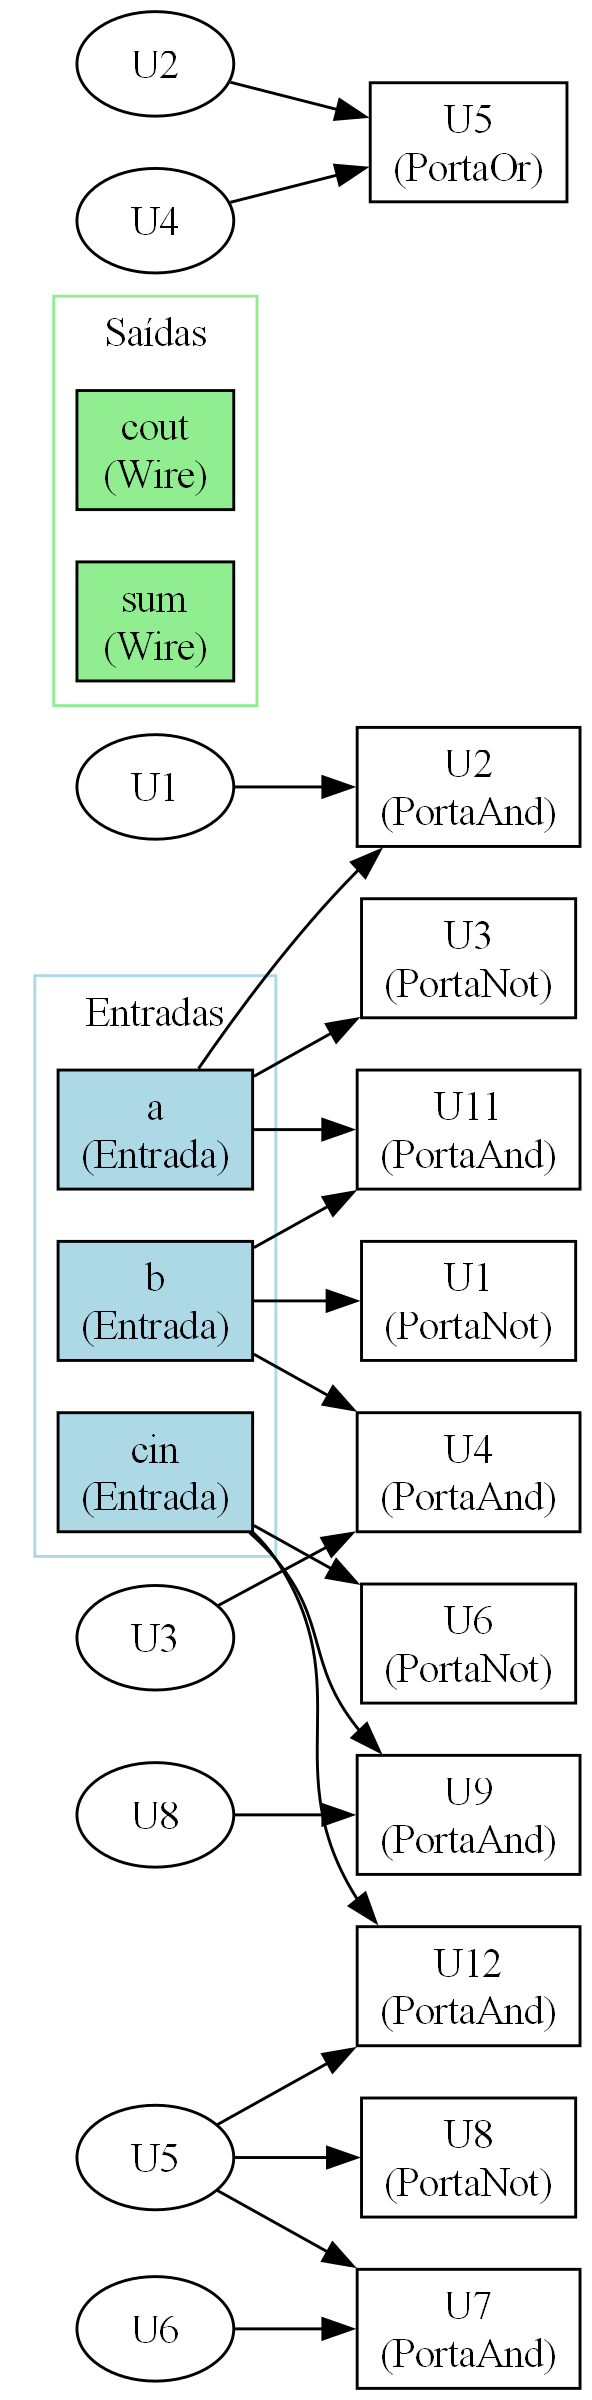 U2
U5
(PortaOr)
U4
Saídas
cout
(Wire)
sum
(Wire)
U1
U2
(PortaAnd)
U3
(PortaNot)
Entradas
a
(Entrada)
U11
(PortaAnd)
b
(Entrada)
U1
(PortaNot)
cin
(Entrada)
U4
(PortaAnd)
U3
U6
(PortaNot)
U8
U9
(PortaAnd)
U12
(PortaAnd)
U5
U8
(PortaNot)
U6
U7
(PortaAnd)